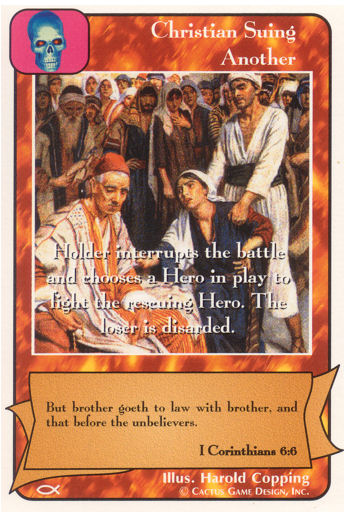 Christian Suing
Another
Holder interrupts the battle
and chooses a Hero in play to
fight the rescuing Hero. The
loser is disarded.
But brother goeth to law with brother, and
that before the unbelievers.
I Corinthians 6:6
Illus. Harold Copping
© Cactus Game Design, Inc.